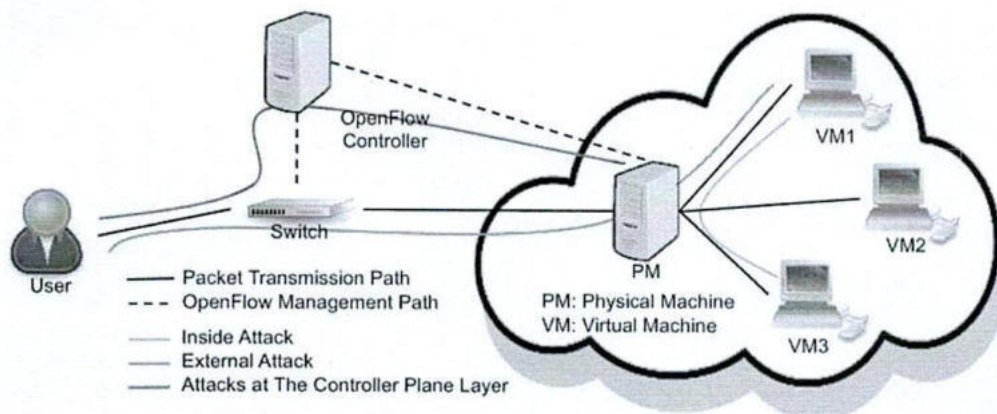 OpenFlow
Controller
VM1
VM2
Switch
User
PM
Packet Transmission Path
OpenFlow Management Path
PM: Physical Machine
VM: Virtual Machine
Inside Attack
External Attack
Attacks at The Controller Plane Layer
VM3